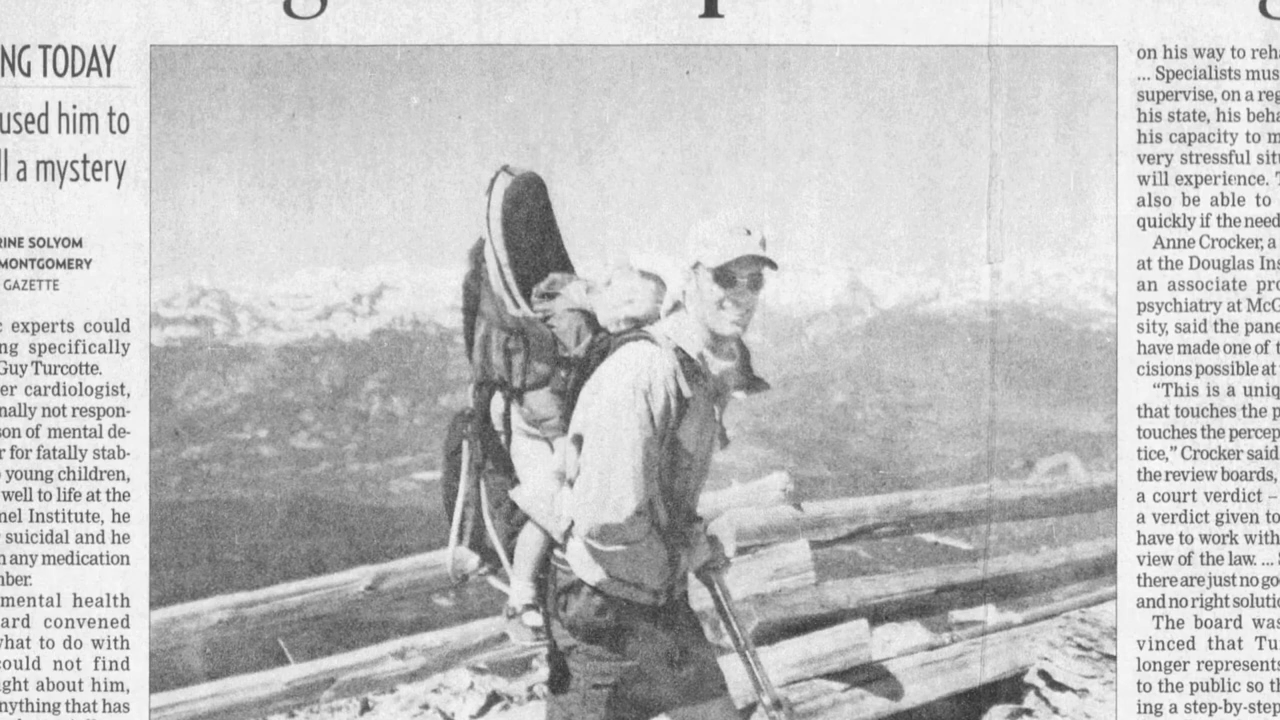 NG TODAY
used him to
ll a mystery
RINE SOLYOM
MONTGOMERY
GAZETTE
c experts could
ng specifically
Guy Turcotte.
er cardiologist,
nally not respon-
son of mental de-
r for fatally stab-
young children,
well to life at the
nel Institute, he
suicidal and he
n any medication
mber.
mental health
ard convened
what to do with
could not find
ght about him,
nything that has
on his way to reha
... Specialists mus
supervise, on a reg
his state, his beha
his capacity to m
very stressful situ
will experience. T
also be able to
quickly if the need
Anne Crocker, a
at the Douglas Ins
an associate pro
psychiatry at McG
sity, said the pane
have made one of t
cisions possible at
"This is a uniq
that touches the p
touches the percep
tice," Crocker said
the review boards,
a court verdict –
a verdict given to
have to work with
view of the law. ...
there are just no go
and no right solutio
The board was
vinced that Tu
longer represents
to the public so th
ing a step-by-step